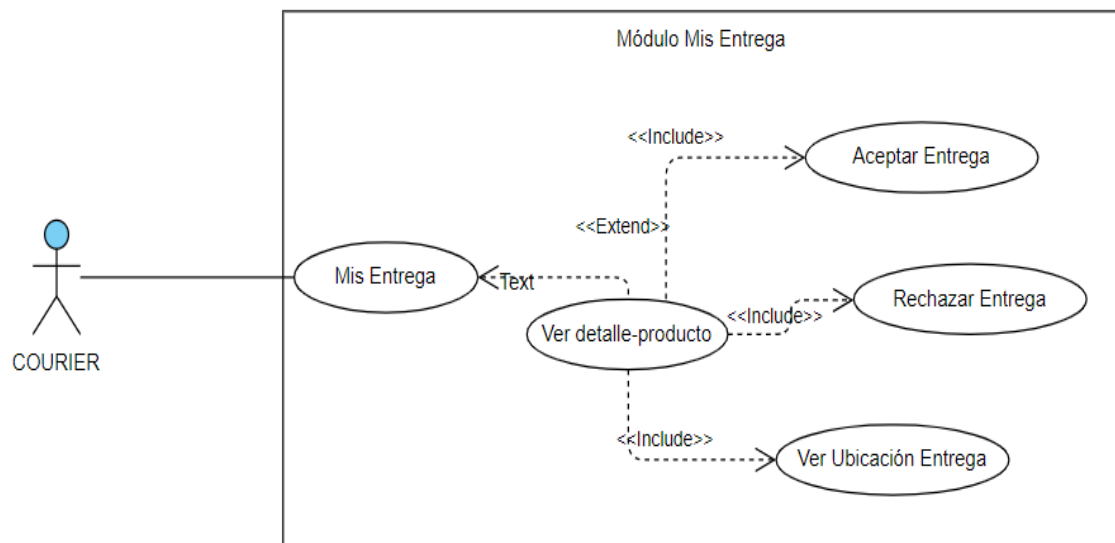 Módulo Mis Entrega
<<Include>>
Aceptar Entrega
<<Extend>>
Mis Entrega
Text
Rechazar Entrega
<<Include>>
Ver detalle-producto
COURIER
<<Include>>
Ver Ubicación Entrega